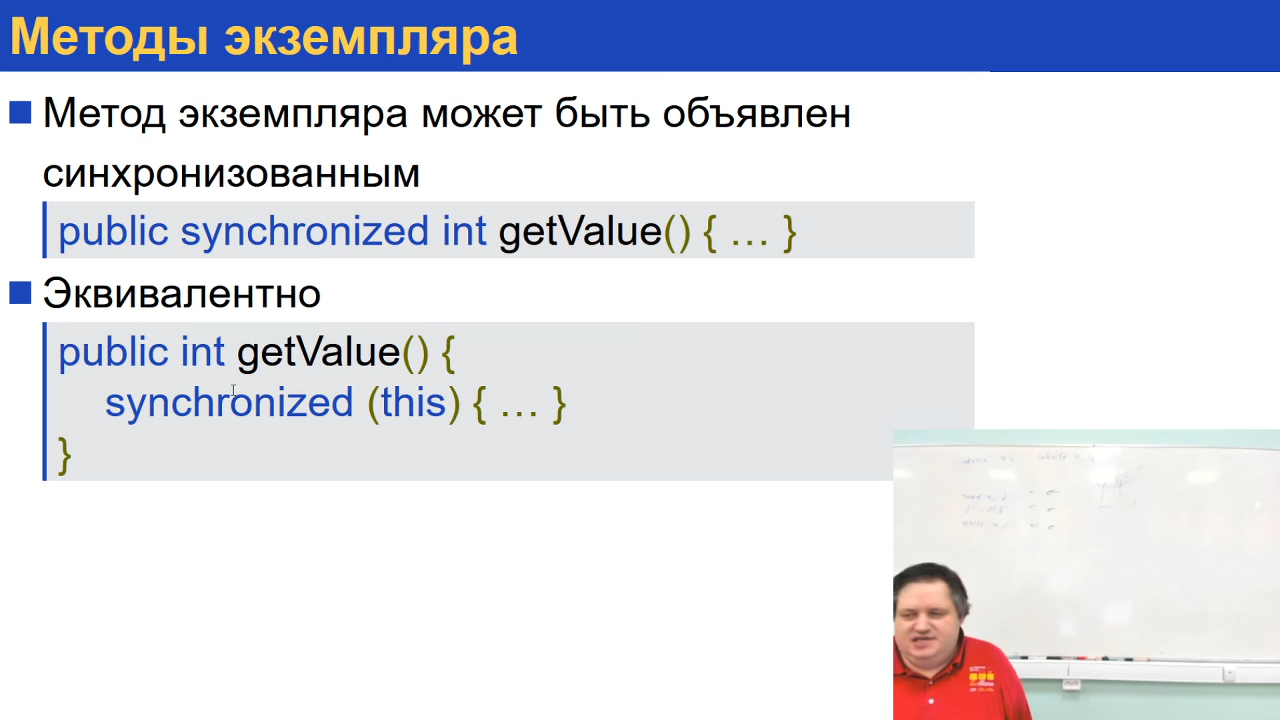 Методы экземпляра
Метод экземпляра может быть объявлен
синхронизованным
public synchronized int getValue() { … }
Эквивалентно
public int getValue() {
synchronized (this) { … }
}